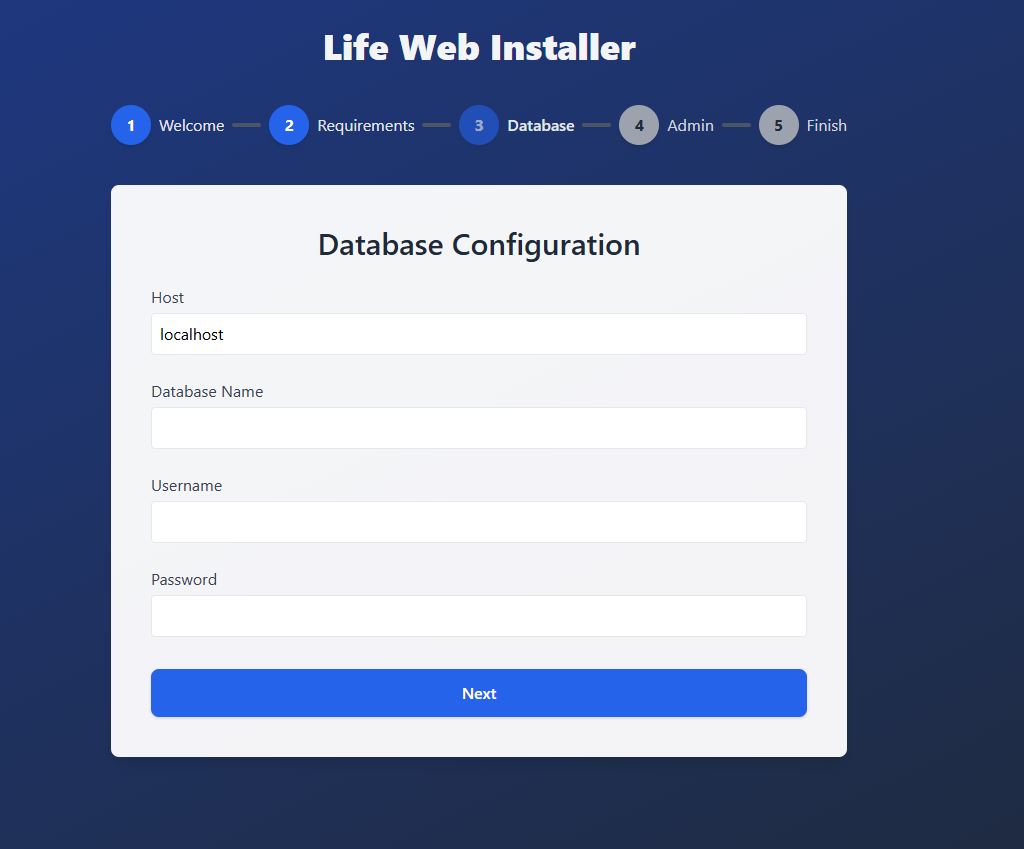 Life Web Installer
1 Welcome 2 Requirements 3 Database 4 Admin 5 Finish
Database Configuration
Host
localhost
Database Name
Username
Password
Next